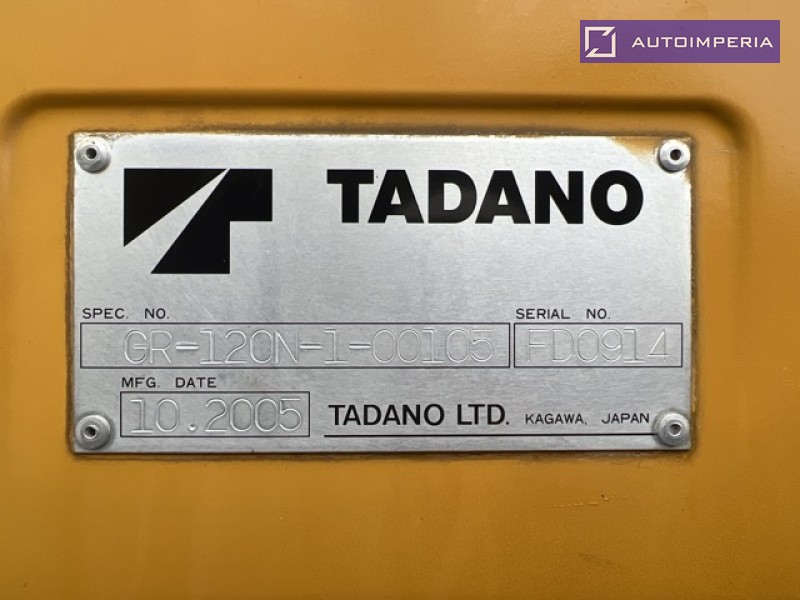 AUTOIMPERIA
TADANO
SPEC. NO. SERIAL NO.
GR-120N-1-00105 FD0914
MFG. DATE
10.2005 TADANO LTD. KAGAWA, JAPAN